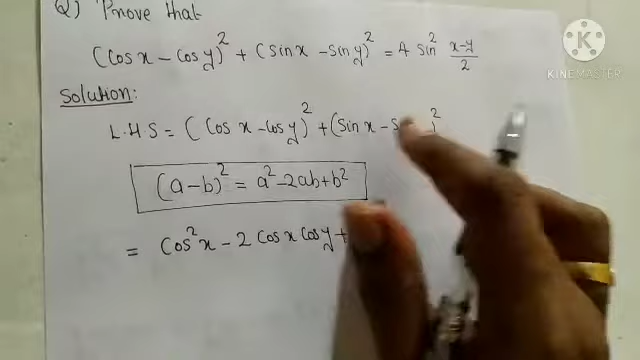 Q) Prove that
(Cos x - Cos y)² + (Sin x - Sin y)² = 4 Sin² (x-y)/2
Solution:
L.H.S = (Cos x - Cos y)² + (Sin x - S )²
(a - b)² = a² - 2ab + b²
= Cos² x - 2 Cos x Cos y +
KINEMASTER